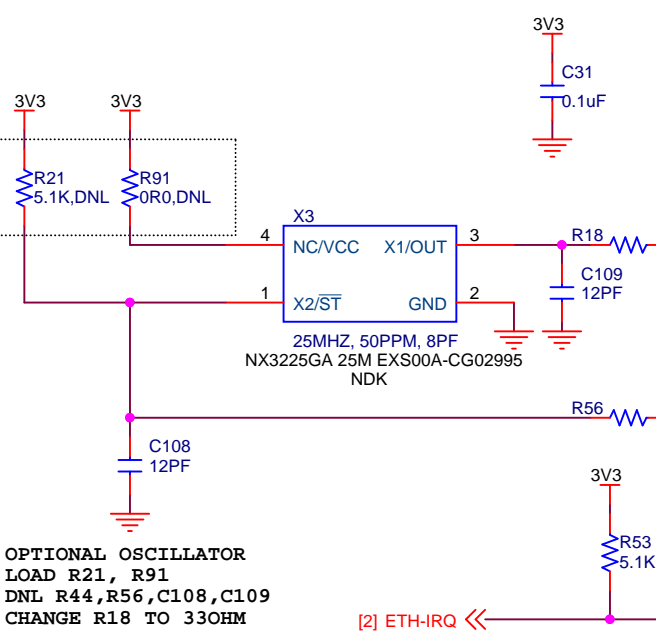 3V3
C31
0.1uF
3V3
3V3
R21
5.1K,DNL
R91
0R0,DNL
X3
4
NC/VCC
X1/OUT
3
R18
1
X2/ST
GND
2
C109
12PF
25MHZ, 50PPM, 8PF
NX3225GA 25M EXS00A-CG02995
NDK
R56
C108
12PF
3V3
R53
5.1K
OPTIONAL OSCILLATOR
LOAD R21, R91
DNL R44,R56,C108,C109
CHANGE R18 TO 33OHM
[2] ETH-IRQ